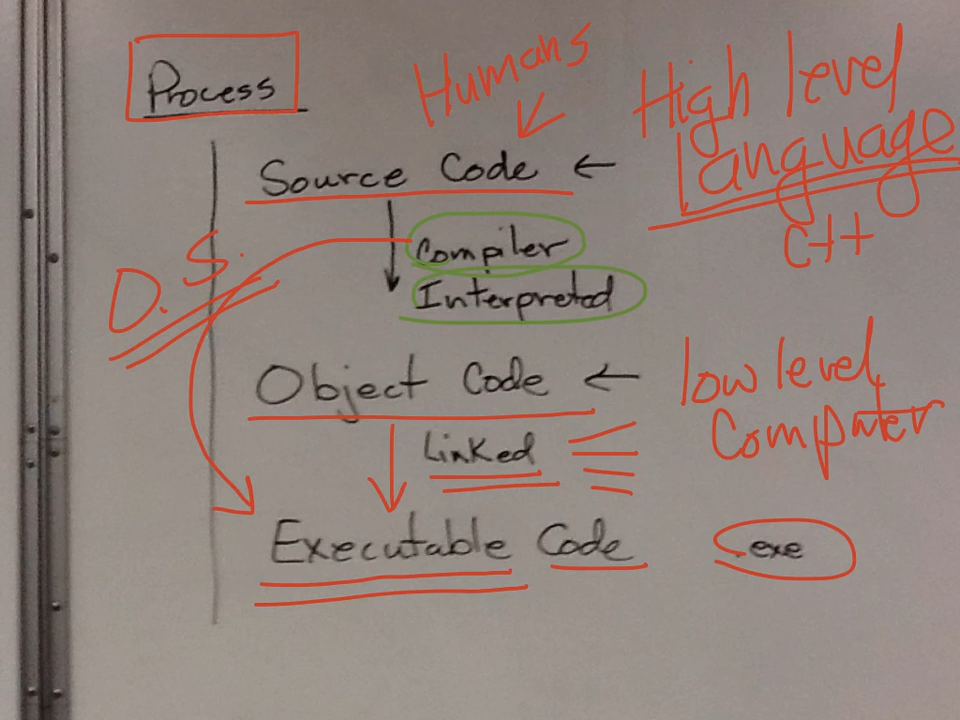 Process
Humans
High level
Language
Source Code ←
C++
D.S.
Compiler
Interpreted
Object Code ←
low level
Computer
Linked
Executable Code
.exe